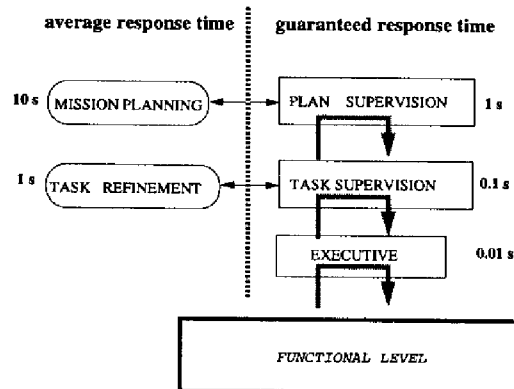 average response time guaranteed response time
10 s MISSION PLANNING PLAN SUPERVISION 1 s
1 s TASK REFINEMENT TASK SUPERVISION 0.1 s
EXECUTIVE 0.01 s
FUNCTIONAL LEVEL